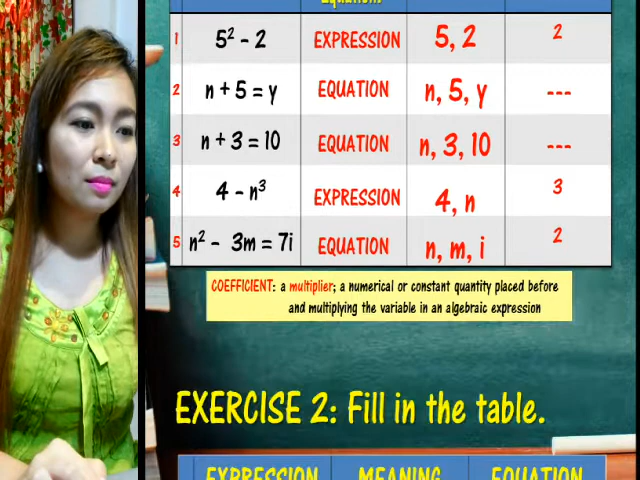 Equation?
1 5² - 2 EXPRESSION 5, 2 2
2 n + 5 = y EQUATION n, 5, y ---
3 n + 3 = 10 EQUATION n, 3, 10 ---
4 4 - n³ EXPRESSION 4, n 3
5 n² - 3m = 7i EQUATION n, m, i 2
COEFFICIENT: a multiplier; a numerical or constant quantity placed before
and multiplying the variable in an algebraic expression
EXERCISE 2: Fill in the table.
EXPRESSION MEANING EQUATION